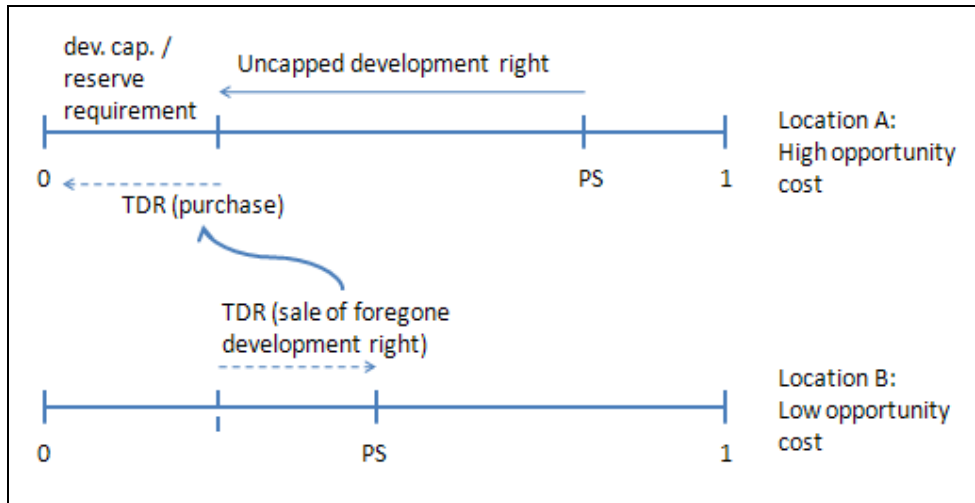 dev. cap. /
reserve
requirement
Uncapped development right
Location A:
High opportunity
cost
0
PS
1
TDR (purchase)
TDR (sale of foregone
development right)
Location B:
Low opportunity
cost
0
PS
1